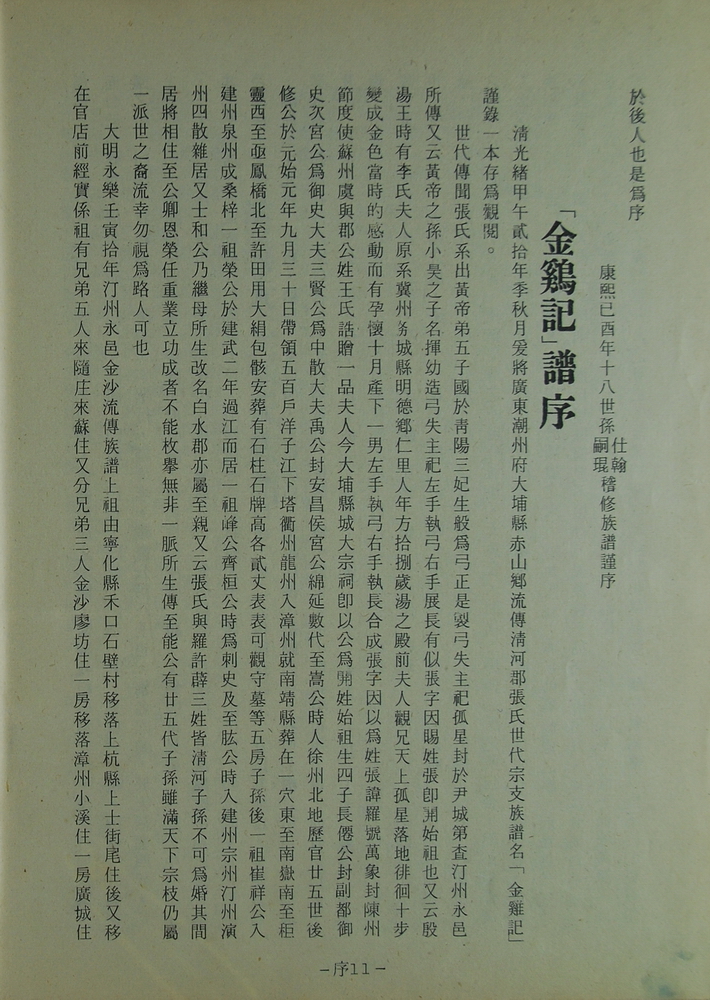 於後人也是爲序
康熙己酉年十八世孫仕翰嗣琨稽修族譜謹序
「金鷄記」譜序
清光緒甲午貳拾年季秋月爰將廣東潮州府大埔縣赤山鄉流傳清河郡張氏世代宗支族譜名「金雞記」
謹錄一本存爲觀閱。
世代傳聞張氏系出黃帝弟五子國於青陽三妃生般爲弓正是製弓失主祀孤星封於尹城第查汀州永邑
所傳又云黃帝之孫小昊之子名揮幼造弓失主祀左手執弓右手展長有似張字因賜姓張卽開始祖也又云殷
湯王時有李氏夫人原系冀州務城縣明德鄉仁里人年方拾捌歲湯之殿前夫人觀兄天上孤星落地徘徊十步
變成金色當時的感動而有孕懷十月產下一男左手執弓右手執長合成張字因以爲姓張諱羅號萬象封陳州
節度使蘇州虞與郡公姓王氏誥贈一品夫人今大埔縣城大宗祠卽以公爲開姓始祖生四子長儼公封副都御
史次宮公爲御史大夫三賢公爲中散大夫禹公封安昌侯宮公綿延數代至嵩公時人徐州北地歷官廿五世後
修公於元始元年九月三十日帶領五百戶洋子江下塔衢州龍州入漳州就南靖縣葬在一穴東至南嶽南至秬
靈西至亟鳳橋北至許田用大絹包骸安葬有石柱石牌高各貳丈表表可觀守墓等五房子孫後一祖崔祥公入
建州泉州成桑梓一祖榮公於建武二年過江而居一祖峰公齊桓公時爲刺史及至肱公時入建州宗州汀州演
州四散雜居又士和公乃繼母所生改名白水郡亦屬至親又云張氏與羅許薜三姓皆清河子孫不可爲婚其間
居將相住至公卿恩榮任重業立功成者不能枚舉無非一脈所生傳至能公有廿五代子孫雖滿天下宗枝仍屬
一派世之裔流幸勿視爲路人可也
大明永樂壬寅拾年汀州永邑金沙流傳族譜上祖由寧化縣禾口石壁村移落上杭縣上士街尾住後又移
在官店前經實係祖有兄弟五人來隨庄來蘇住又分兄弟三人金沙廖坊住一房移落漳州小溪住一房廣城住
－序11－